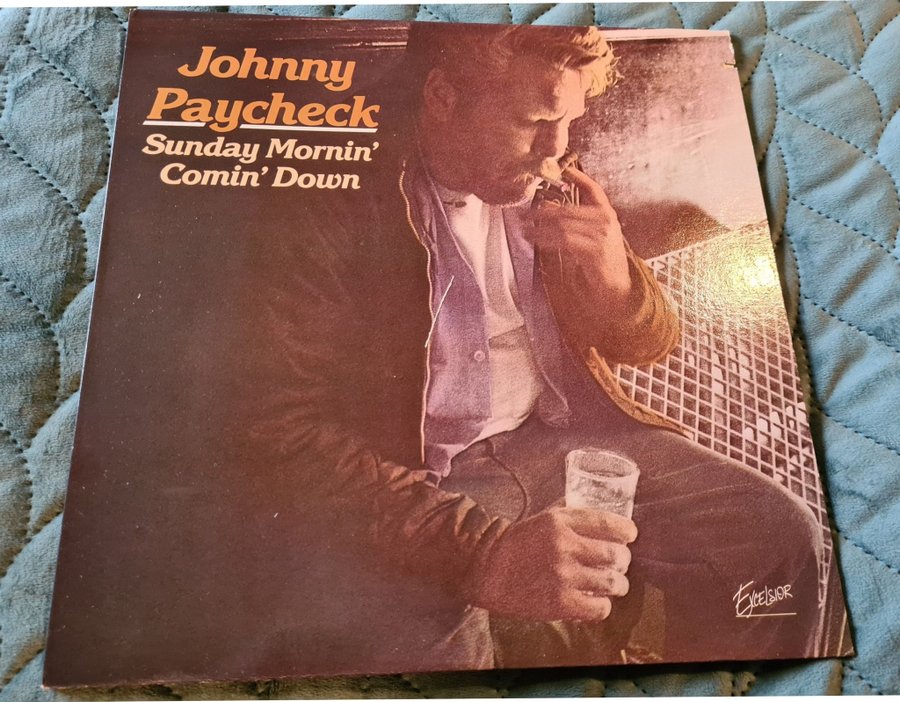 Johnny
Paycheck
Sunday Mornin'
Comin' Down
Excelsior